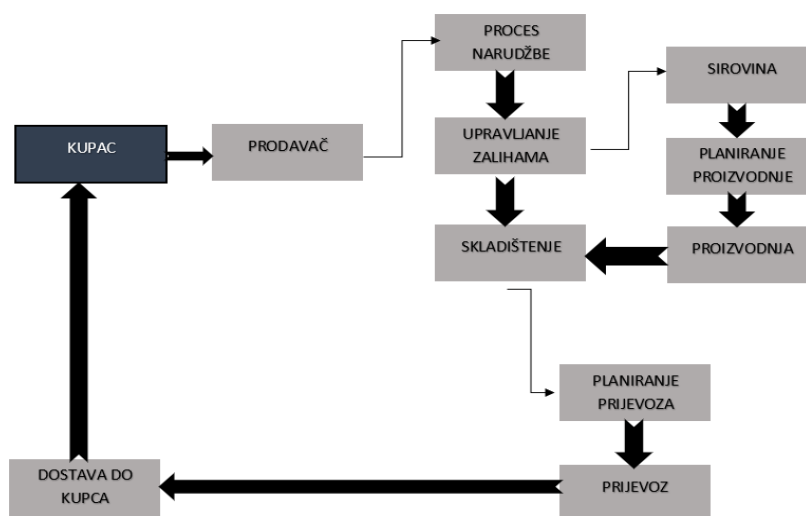 PROCES
NARUDŽBE
SIROVINA
KUPAC
PRODAVAČ
UPRAVLJANJE
ZALIHAMA
PLANIRANJE
PROIZVODNJE
SKLADIŠTENJE
PROIZVODNJA
PLANIRANJE
PRIJEVOZA
DOSTAVA DO
KUPCA
PRIJEVOZ